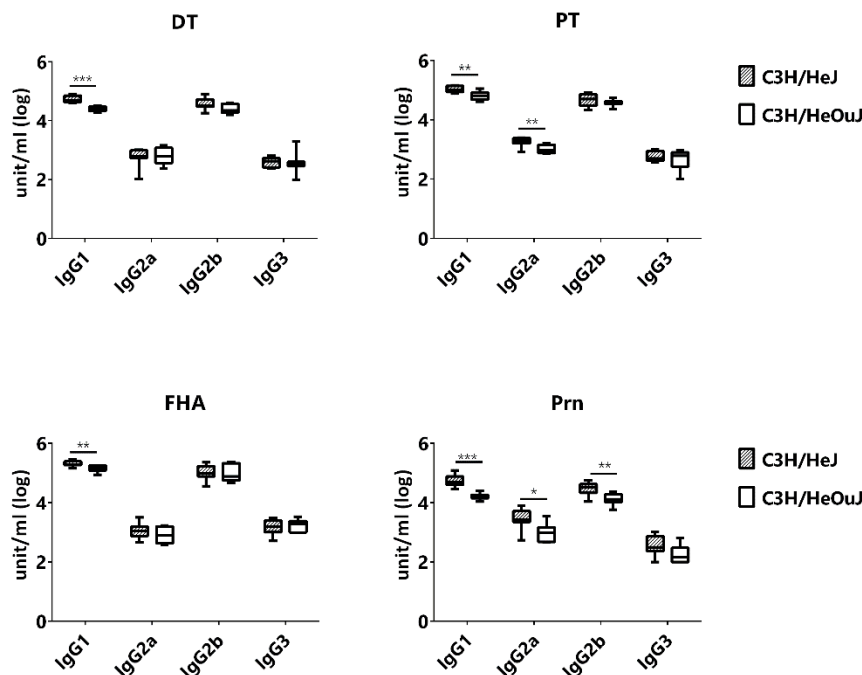 DT
unit/ml (log)
6
4
2
0
***
IgG1
IgG2a
IgG2b
IgG3
PT
unit/ml (log)
6
4
2
0
**
**
IgG1
IgG2a
IgG2b
IgG3
C3H/HeJ
C3H/HeOuJ
FHA
unit/ml (log)
6
4
2
0
**
IgG1
IgG2a
IgG2b
IgG3
Prn
unit/ml (log)
6
4
2
0
***
*
**
IgG1
IgG2a
IgG2b
IgG3
C3H/HeJ
C3H/HeOuJ